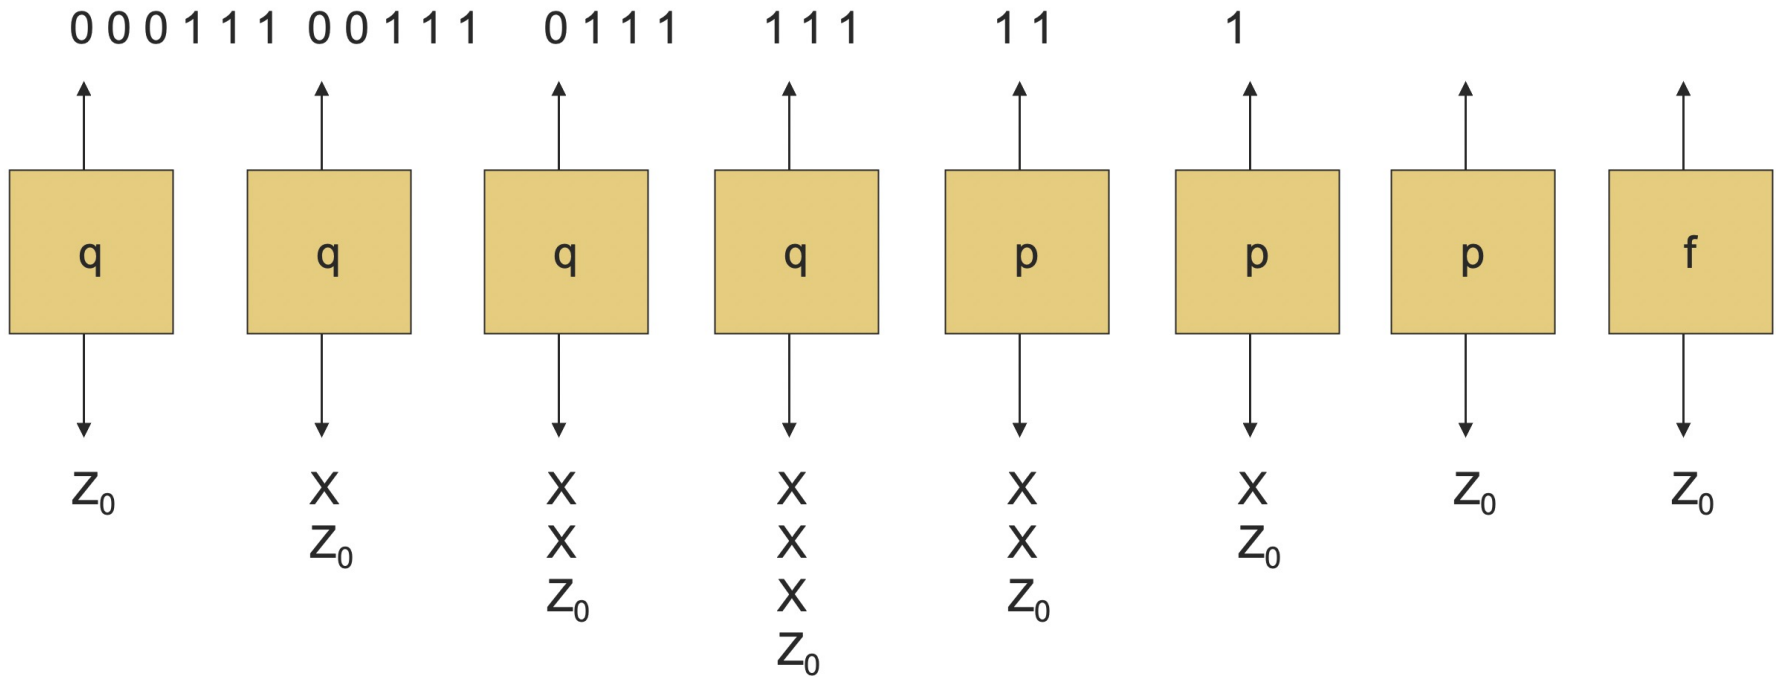 0 0 0 1 1 1 0 0 1 1 1 0 1 1 1 1 1 1 1 1 1
q q q q p p p f
Z₀ X X X X X Z₀ Z₀
Z₀ X X X Z₀
Z₀ X Z₀
Z₀